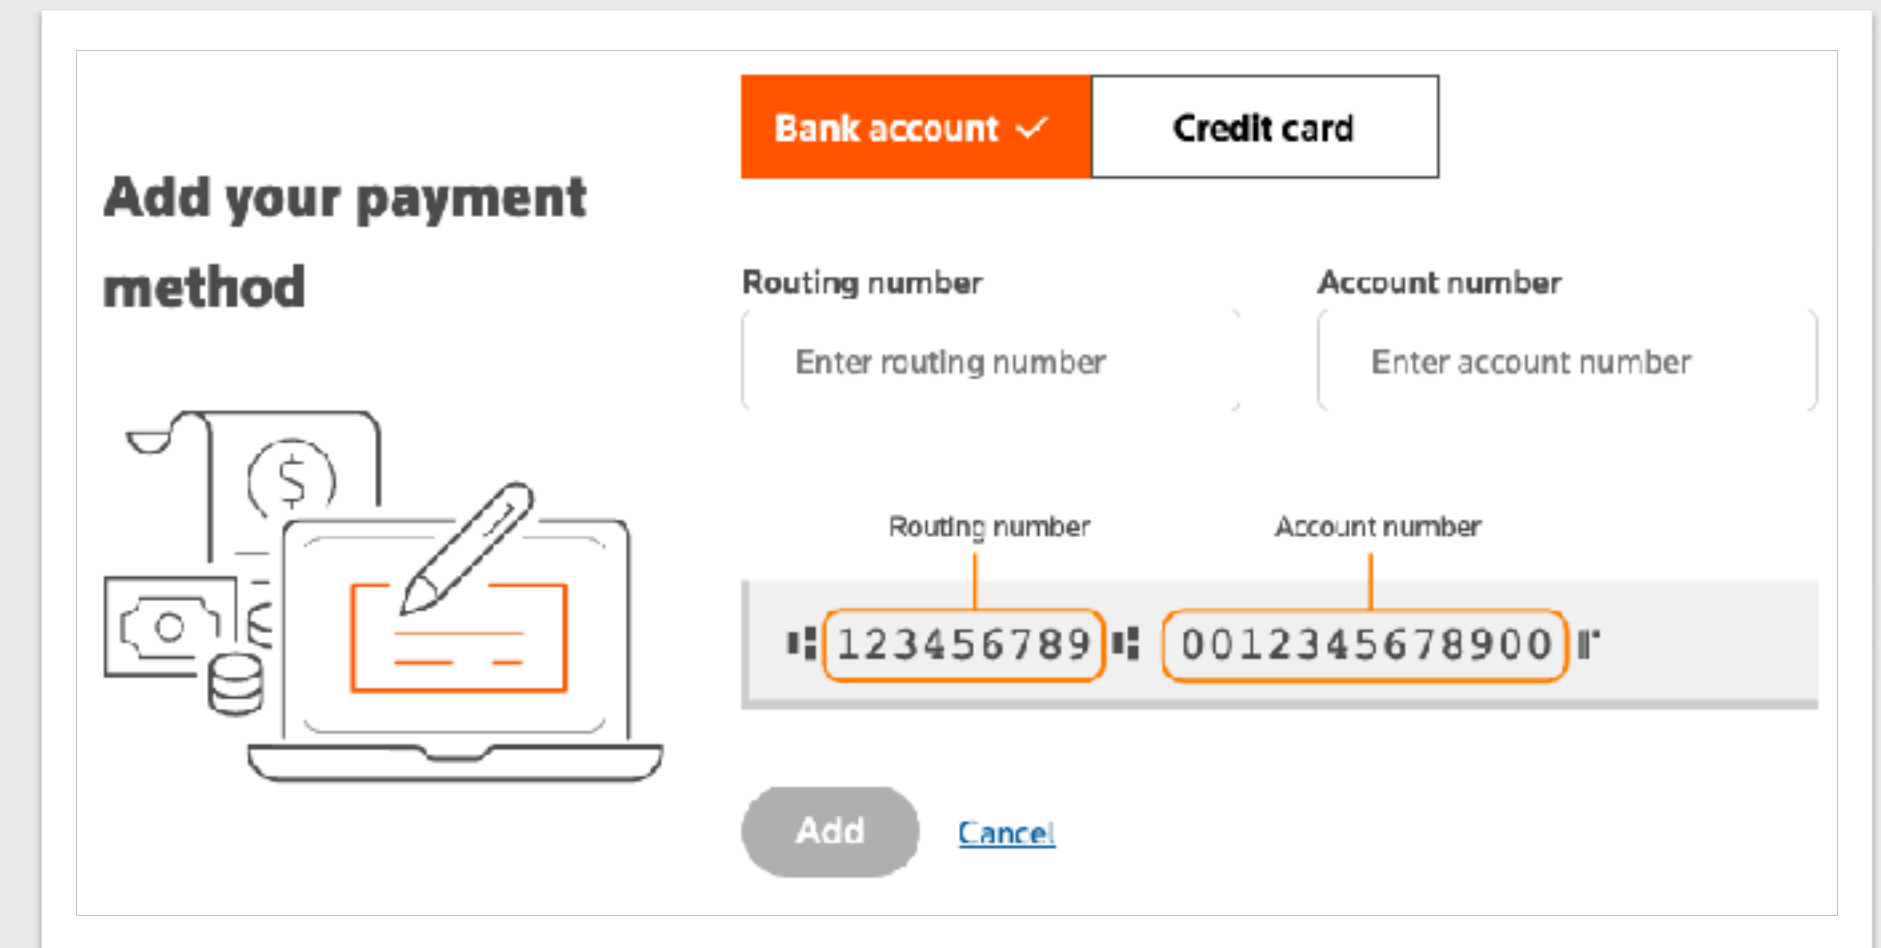 Add your payment
method
$
Bank account
Credit card
Routing number
Account number
Enter routing number
Enter account number
Routing number
Account number
⑆123456789⑆ 0012345678900⑈
Add
Cancel